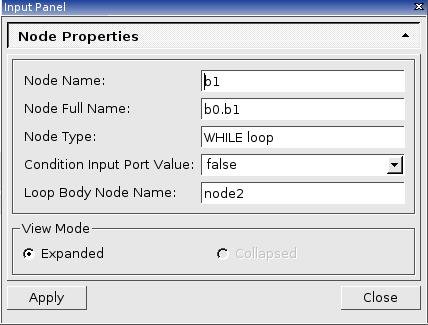 Input Panel
Node Properties
Node Name: b1
Node Full Name: b0.b1
Node Type: WHILE loop
Condition Input Port Value: false
Loop Body Node Name: node2
View Mode
Expanded Collapsed
Apply Close